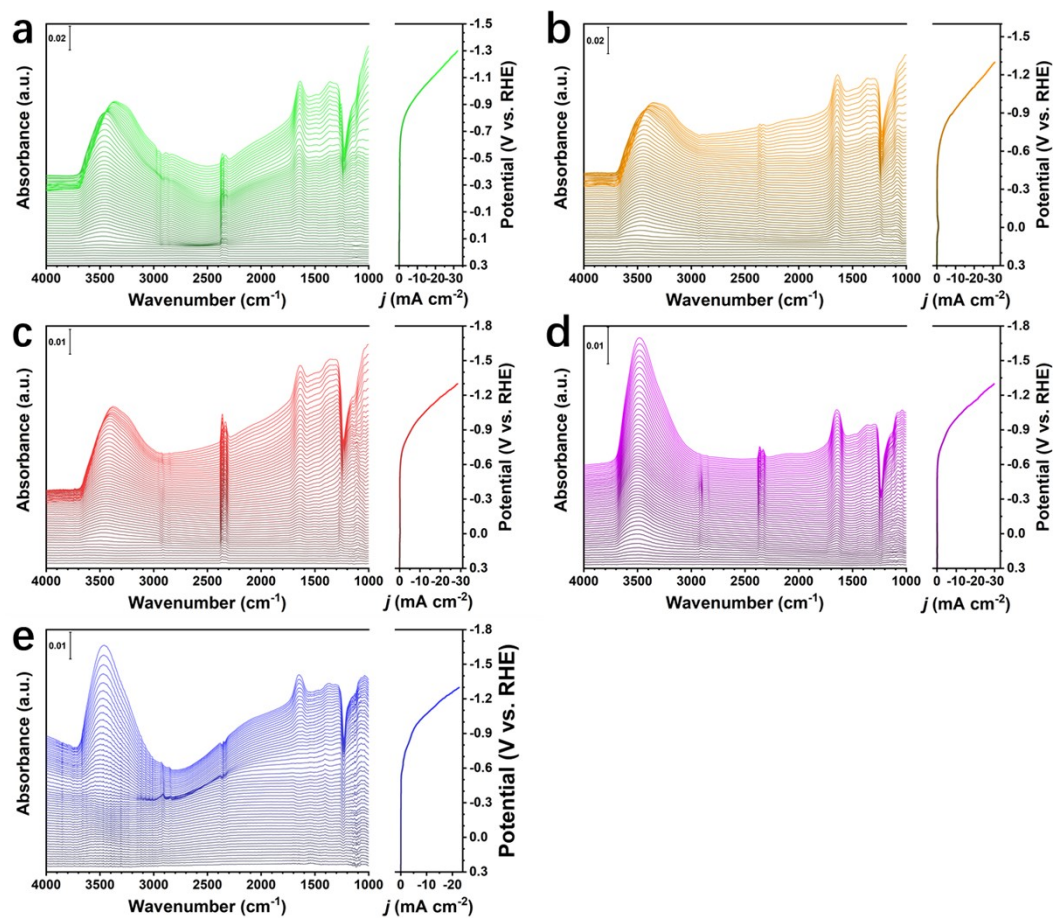 a
0.02
Absorbance (a.u.)
4000 3500 3000 2500 2000 1500 1000
Wavenumber (cm-1)
-1.5
-1.3
-1.1
-0.9
-0.7
-0.5
-0.3
-0.1
0.1
0.3
Potential (V vs. RHE)
0 -10 -20 -30
j (mA cm-2)
b
0.02
Absorbance (a.u.)
4000 3500 3000 2500 2000 1500 1000
Wavenumber (cm-1)
-1.5
-1.2
-0.9
-0.6
-0.3
0.0
0.3
Potential (V vs. RHE)
0 -10 -20 -30
j (mA cm-2)
c
0.01
Absorbance (a.u.)
4000 3500 3000 2500 2000 1500 1000
Wavenumber (cm-1)
-1.8
-1.5
-1.2
-0.9
-0.6
-0.3
0.0
0.3
Potential (V vs. RHE)
0 -10 -20 -30
j (mA cm-2)
d
0.01
Absorbance (a.u.)
4000 3500 3000 2500 2000 1500 1000
Wavenumber (cm-1)
-1.8
-1.5
-1.2
-0.9
-0.6
-0.3
0.0
0.3
Potential (V vs. RHE)
0 -10 -20 -30
j (mA cm-2)
e
0.01
Absorbance (a.u.)
4000 3500 3000 2500 2000 1500 1000
Wavenumber (cm-1)
-1.8
-1.5
-1.2
-0.9
-0.6
-0.3
0.0
0.3
Potential (V vs. RHE)
0 -10 -20
j (mA cm-2)